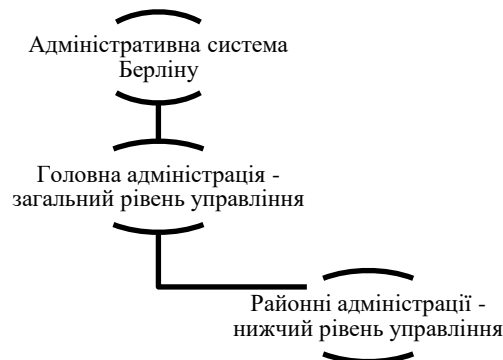 Адміністративна система
Берліну
Головна адміністрація -
загальний рівень управління
Районні адміністрації -
нижчий рівень управління